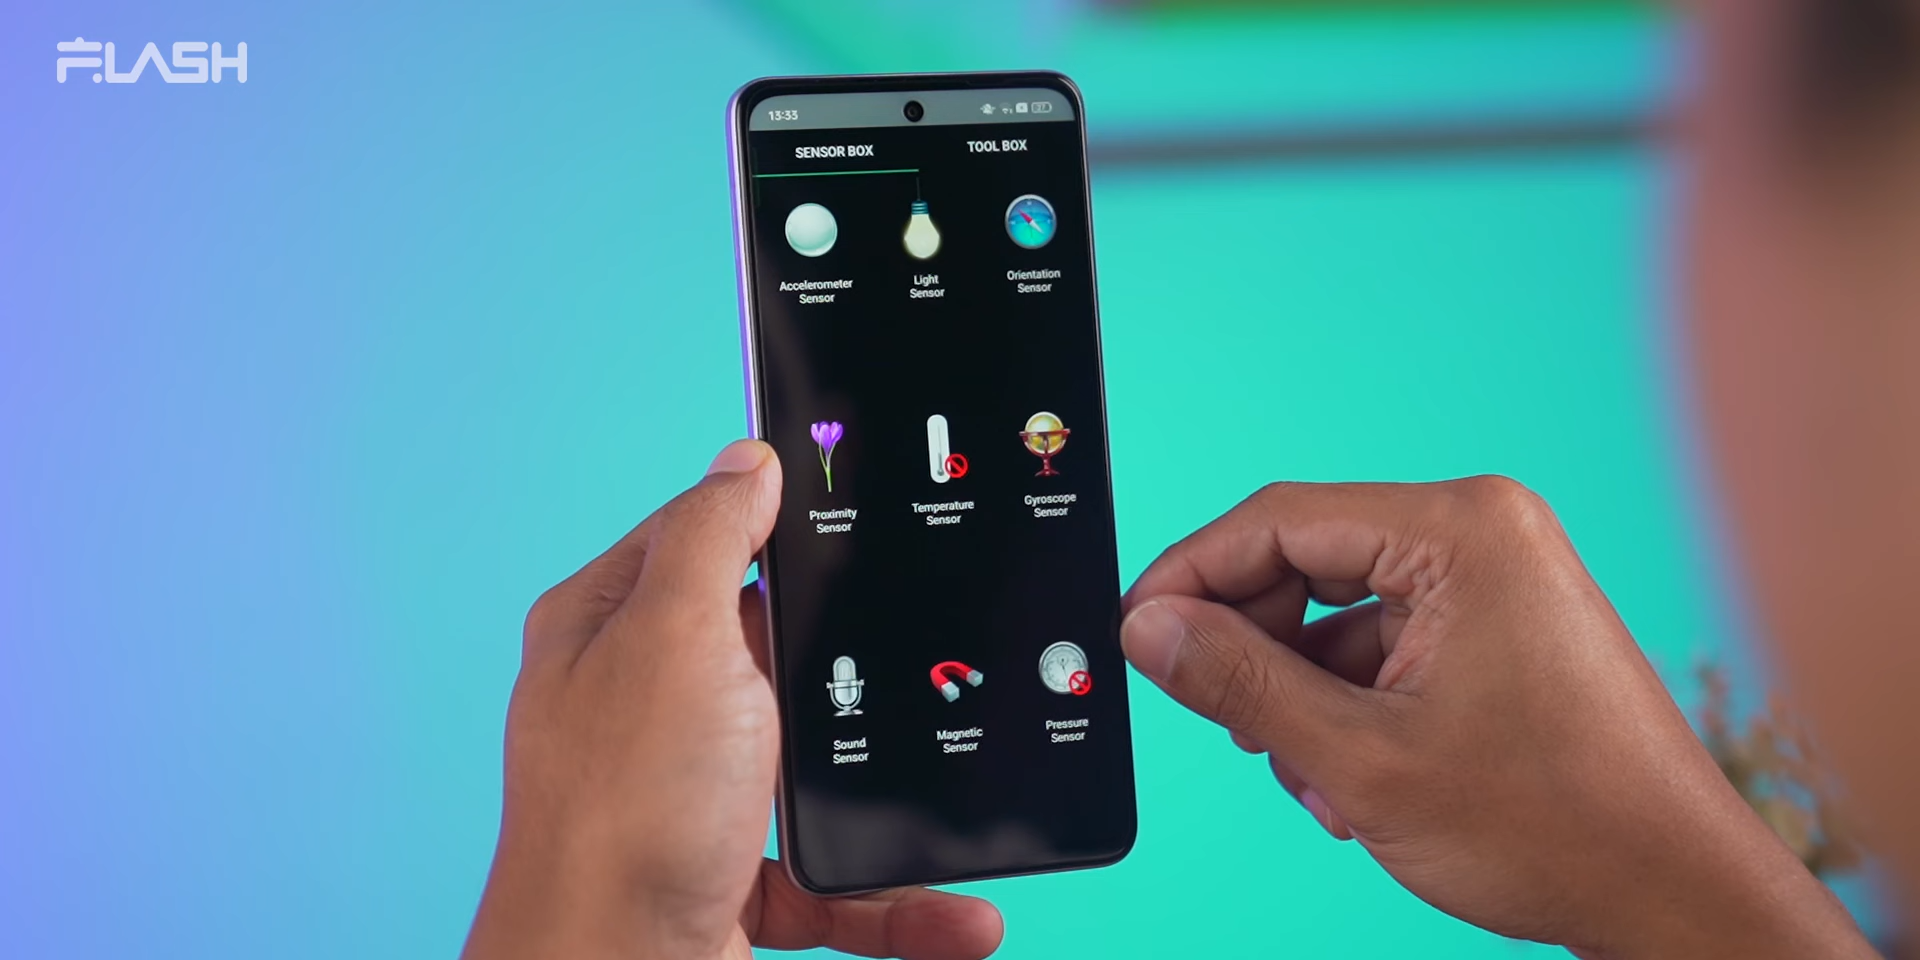 FLASH
13:33
27
SENSOR BOX
TOOL BOX
Accelerometer
Sensor
Light
Sensor
Orientation
Sensor
Proximity
Sensor
Temperature
Sensor
Gyroscope
Sensor
Sound
Sensor
Magnetic
Sensor
Pressure
Sensor